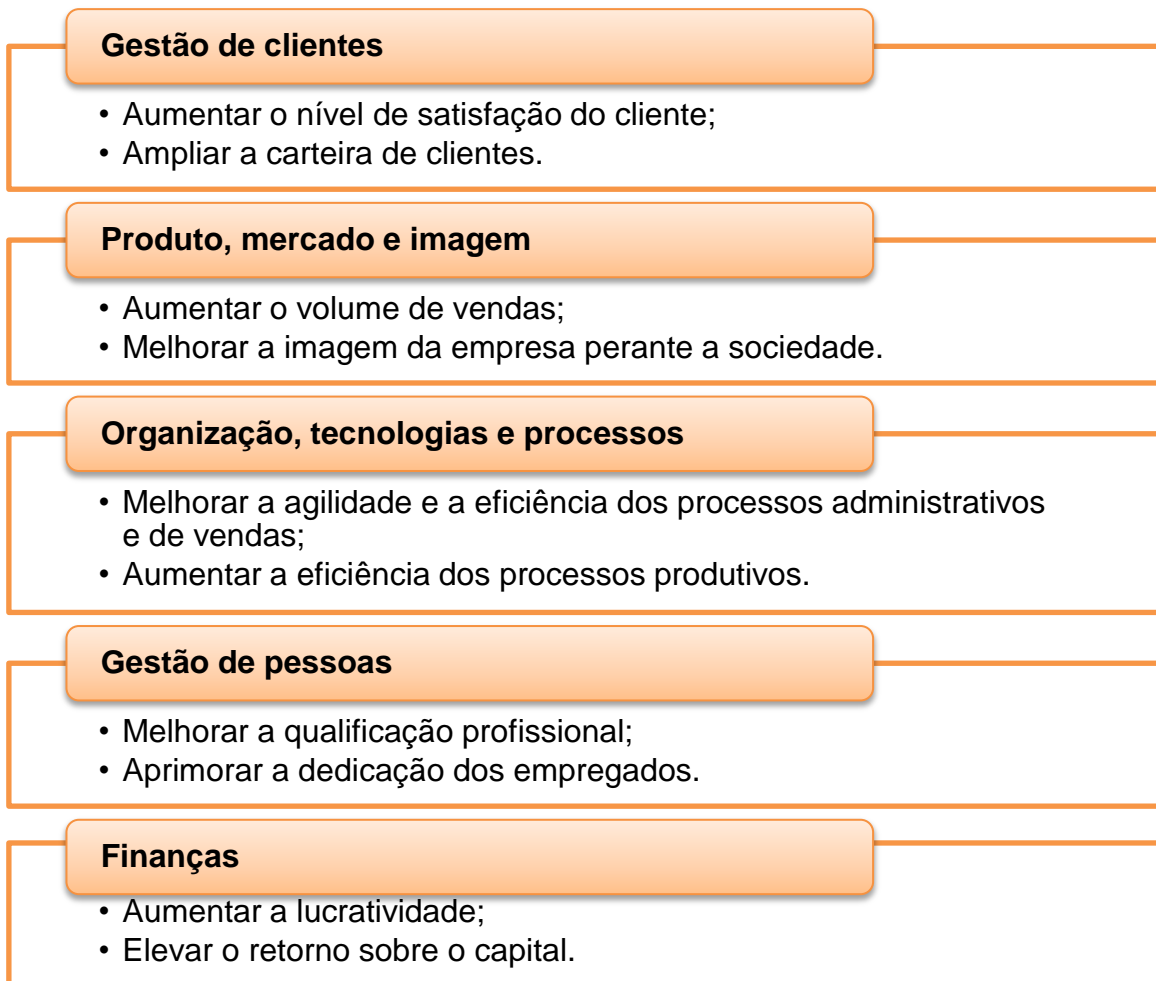 Gestão de clientes
• Aumentar o nível de satisfação do cliente;
• Ampliar a carteira de clientes.
Produto, mercado e imagem
• Aumentar o volume de vendas;
• Melhorar a imagem da empresa perante a sociedade.
Organização, tecnologias e processos
• Melhorar a agilidade e a eficiência dos processos administrativos
e de vendas;
• Aumentar a eficiência dos processos produtivos.
Gestão de pessoas
• Melhorar a qualificação profissional;
• Aprimorar a dedicação dos empregados.
Finanças
• Aumentar a lucratividade;
• Elevar o retorno sobre o capital.